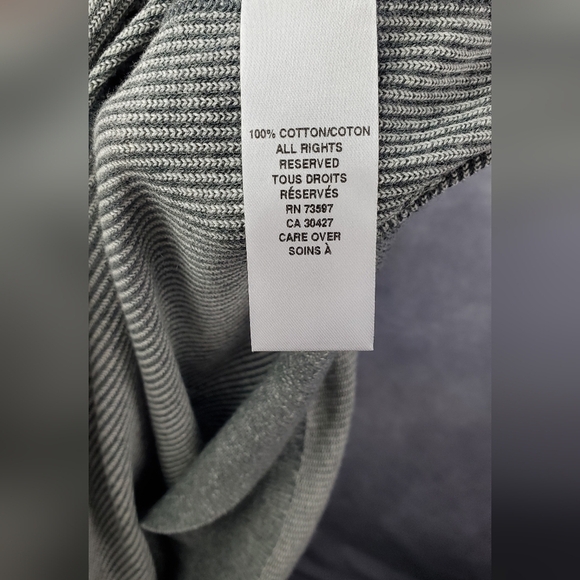 100% COTTON/COTON
ALL RIGHTS
RESERVED
TOUS DROITS
RÉSERVÉS
RN 73597
CA 30427
CARE OVER
SOINS À